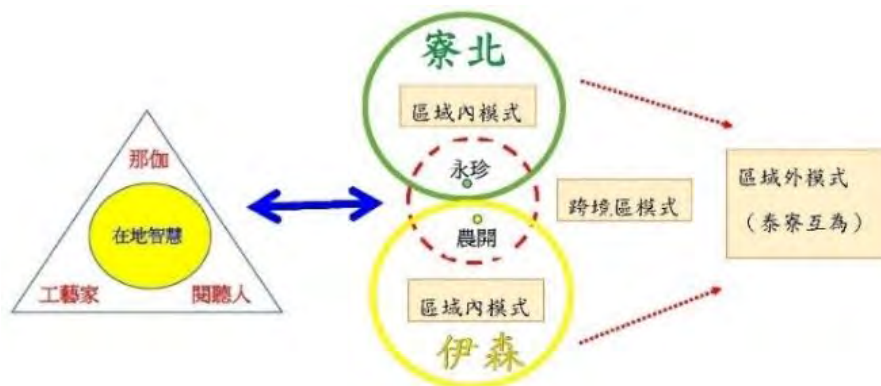 那伽
在地智慧
工藝家
閱聽人
寮北
區域內模式
永珍
農開
跨境區模式
區域內模式
伊森
區域外模式
（泰寮互為）